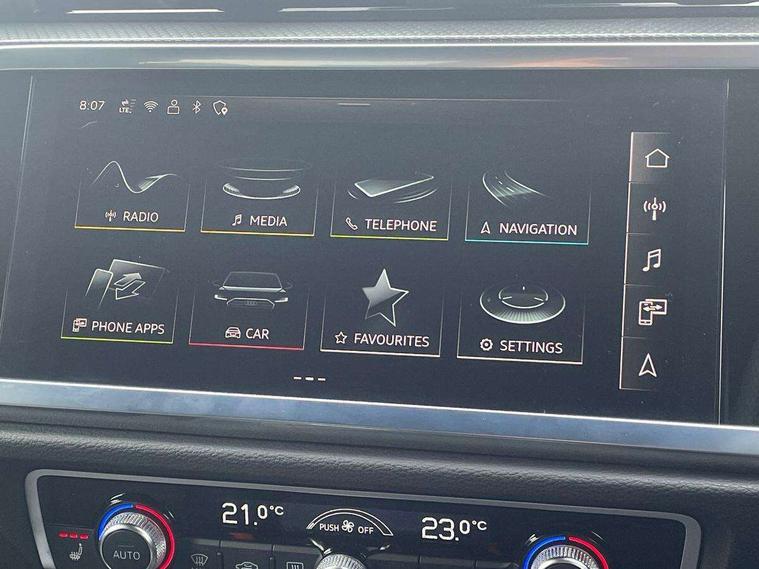 8:07 LTE
RADIO MEDIA TELEPHONE NAVIGATION
PHONE APPS CAR FAVOURITES SETTINGS
21.0°C PUSH OFF 23.0°C
AUTO